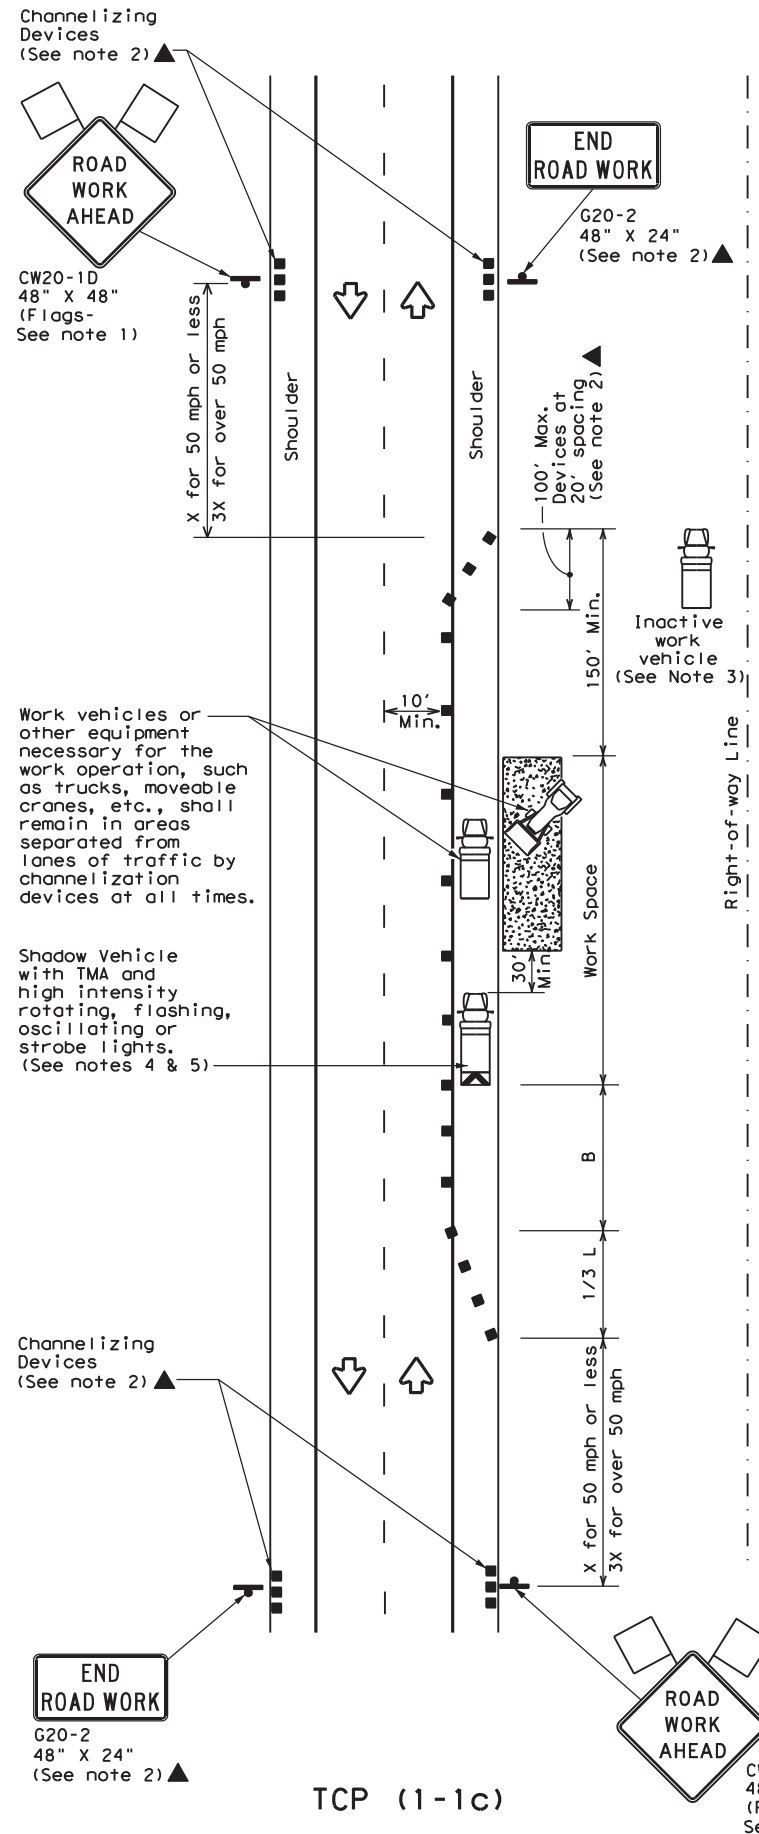 Channelizing
Devices
(See note 2)
ROAD
WORK
AHEAD
CW20-1D
48" X 48"
(Flags-
See note 1)
END
ROAD WORK
G20-2
48" X 24"
(See note 2)
X for 50 mph or less
3X for over 50 mph
Shoulder
Shoulder
100' Max.
Devices at
20' spacing
(See note 2)
150' Min.
Inactive
work
vehicle
(See Note 3)
10'
Min.
Right-of-way Line
Work vehicles or
other equipment
necessary for the
work operation, such
as trucks, moveable
cranes, etc., shall
remain in areas
separated from
lanes of traffic by
channelization
devices at all times.
Work Space
30'
Min.
Shadow Vehicle
with TMA and
high intensity
rotating, flashing,
oscillating or
strobe lights.
(See notes 4 & 5)
B
1/3 L
Channelizing
Devices
(See note 2)
X for 50 mph or less
3X for over 50 mph
END
ROAD WORK
G20-2
48" X 24"
(See note 2)
ROAD
WORK
AHEAD
TCP (1-1c)